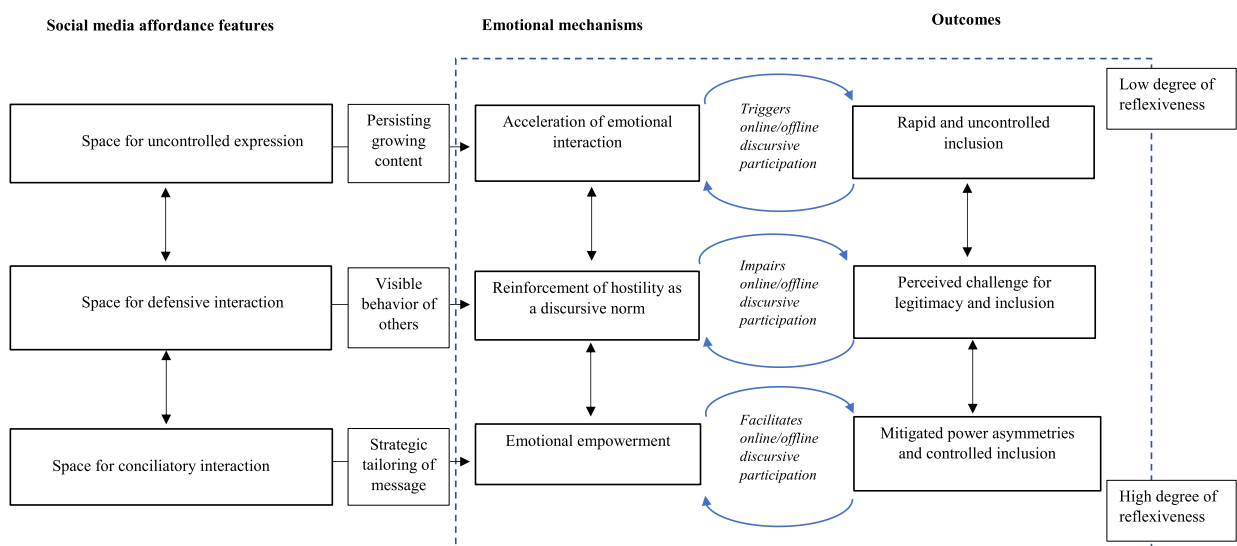 Social media affordance features
Emotional mechanisms
Outcomes
Low degree of
reflexiveness
Space for uncontrolled expression
Persisting
growing
content
Acceleration of emotional
interaction
Triggers
online/offline
discursive
participation
Rapid and uncontrolled
inclusion
Space for defensive interaction
Visible
behavior of
others
Reinforcement of hostility as
a discursive norm
Impairs
online/offline
discursive
participation
Perceived challenge for
legitimacy and inclusion
Space for conciliatory interaction
Strategic
tailoring of
message
Emotional empowerment
Facilitates
online/offline
discursive
participation
Mitigated power asymmetries
and controlled inclusion
High degree of
reflexiveness